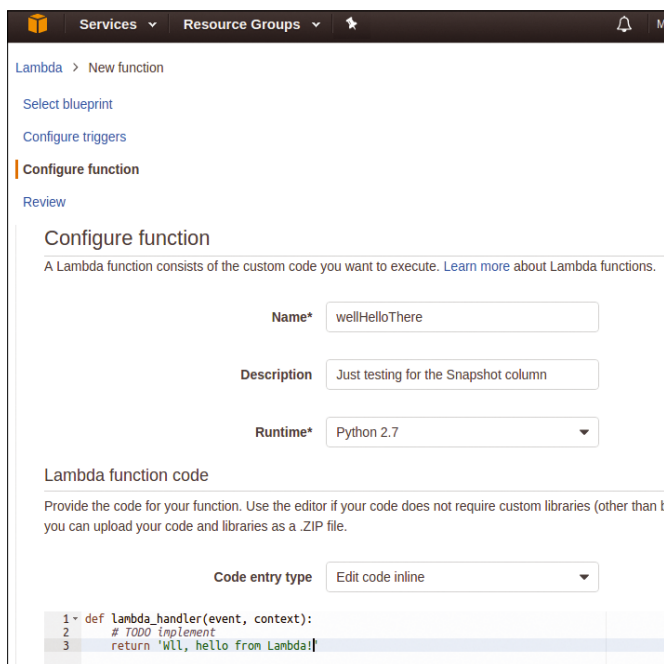 Services Resource Groups M
Lambda > New function
Select blueprint
Configure triggers
Configure function
Review
Configure function
A Lambda function consists of the custom code you want to execute. Learn more about Lambda functions.
Name* wellHelloThere
Description Just testing for the Snapshot column
Runtime* Python 2.7
Lambda function code
Provide the code for your function. Use the editor if your code does not require custom libraries (other than b
you can upload your code and libraries as a .ZIP file.
Code entry type Edit code inline
1 def lambda_handler(event, context):
2 # TODO implement
3 return 'Wll, hello from Lambda!'